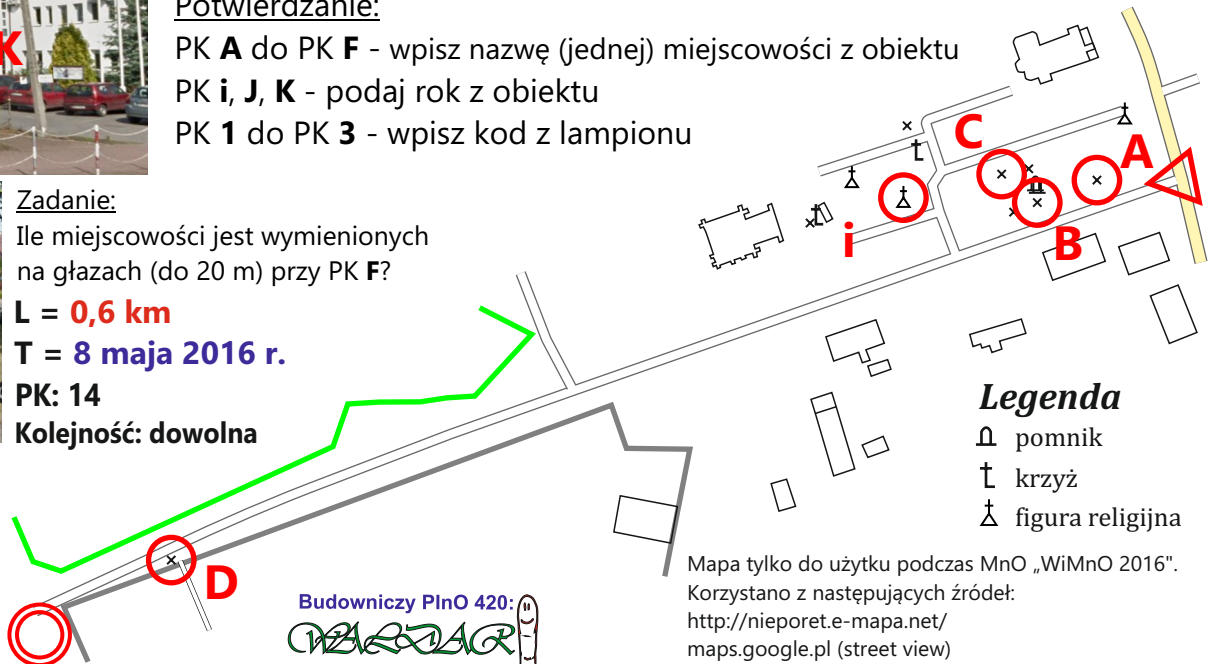 Potwierdzanie:
PK A do PK F - wpisz nazwę (jednej) miejscowości z obiektu
PK i, J, K - podaj rok z obiektu
PK 1 do PK 3 - wpisz kod z lampionu
K
Zadanie:
Ile miejscowości jest wymienionych
na głazach (do 20 m) przy PK F?
L = 0,6 km
T = 8 maja 2016 r.
PK: 14
Kolejność: dowolna
C
A
i
B
D
Legenda
pomnik
krzyż
figura religijna
Budowniczy PInO 420:
WALDAR
Mapa tylko do użytku podczas MnO „WiMnO 2016".
Korzystano z następujących źródeł:
http://nieporet.e-mapa.net/
maps.google.pl (street view)